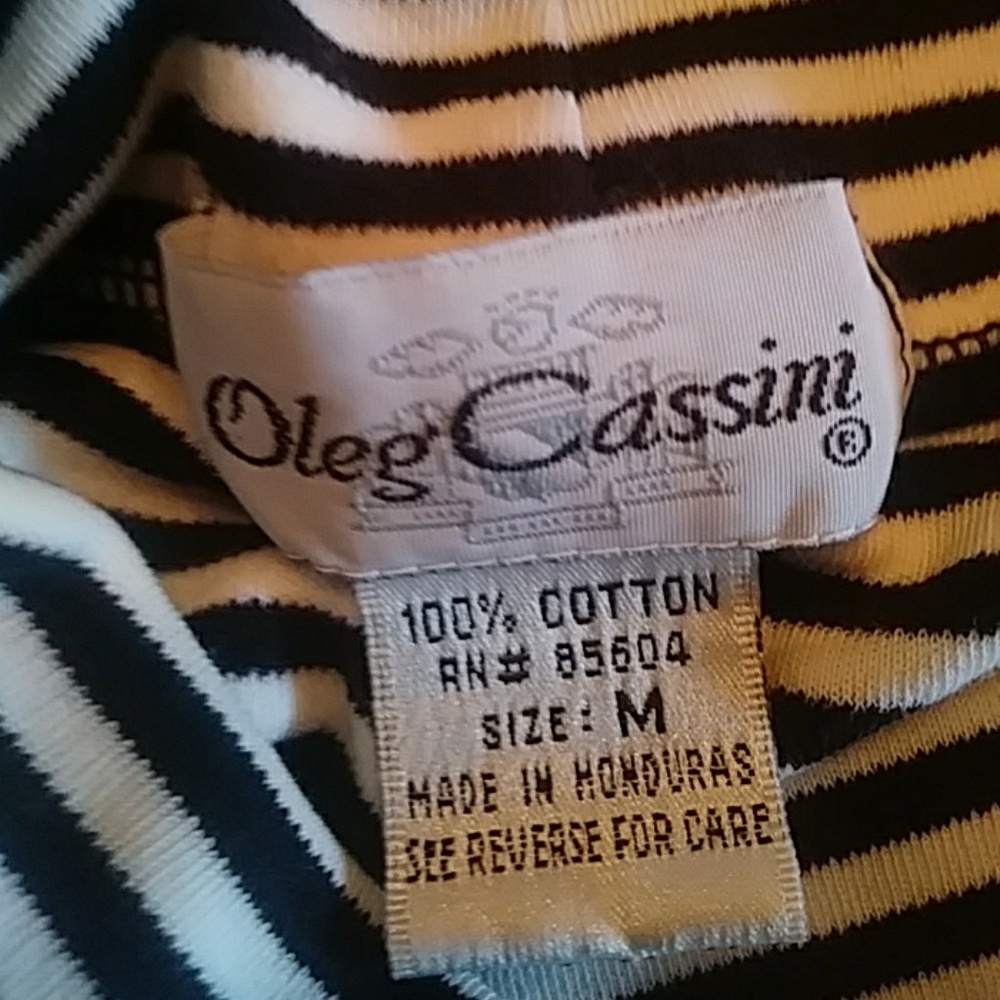 Oleg Cassini ®
100% COTTON
RN# 85604
SIZE: M
MADE IN HONDURAS
SEE REVERSE FOR CARE